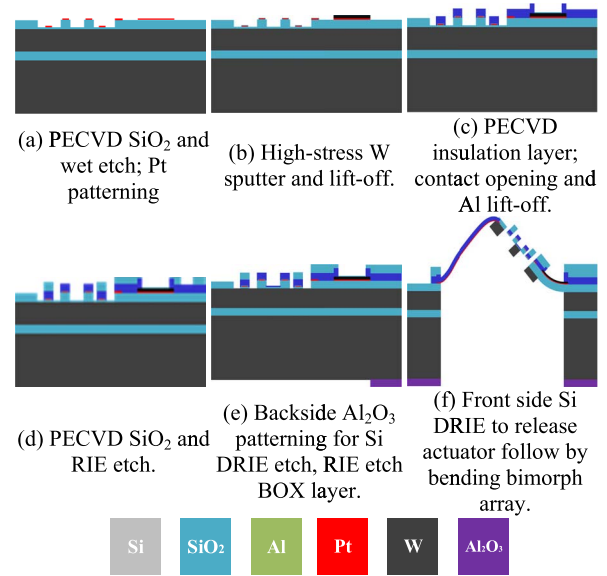 (a) PECVD SiO₂ and
wet etch; Pt
patterning
(b) High-stress W
sputter and lift-off.
(c) PECVD
insulation layer;
contact opening and
Al lift-off.
(d) PECVD SiO₂ and
RIE etch.
(e) Backside Al₂O₃
patterning for Si
DRIE etch, RIE etch
BOX layer.
(f) Front side Si
DRIE to release
actuator follow by
bending bimorph
array.
Si SiO₂ Al Pt W Al₂O₃